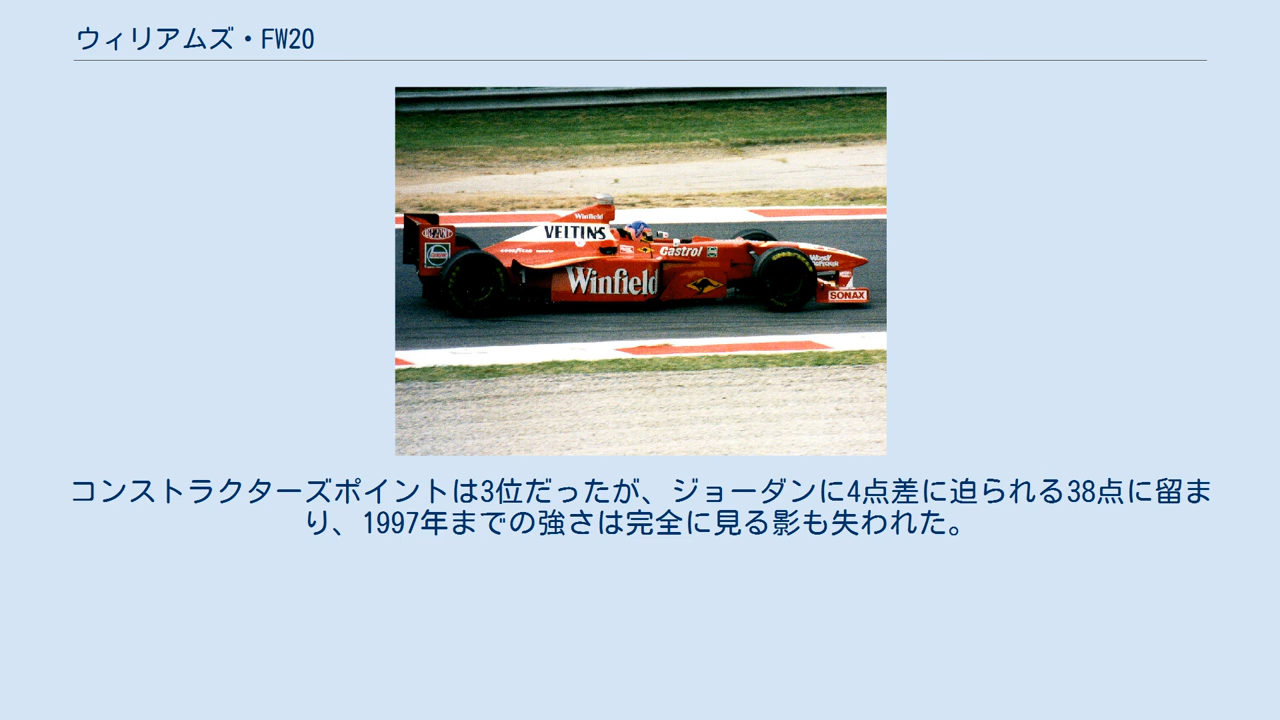 ウィリアムズ・FW20
Winfield
VELTINS
Castrol
Winfield
SONAX
コンストラクターズポイントは3位だったが、ジョーダンに4点差に迫られる38点に留ま
り、1997年までの強さは完全に見る影も失われた。